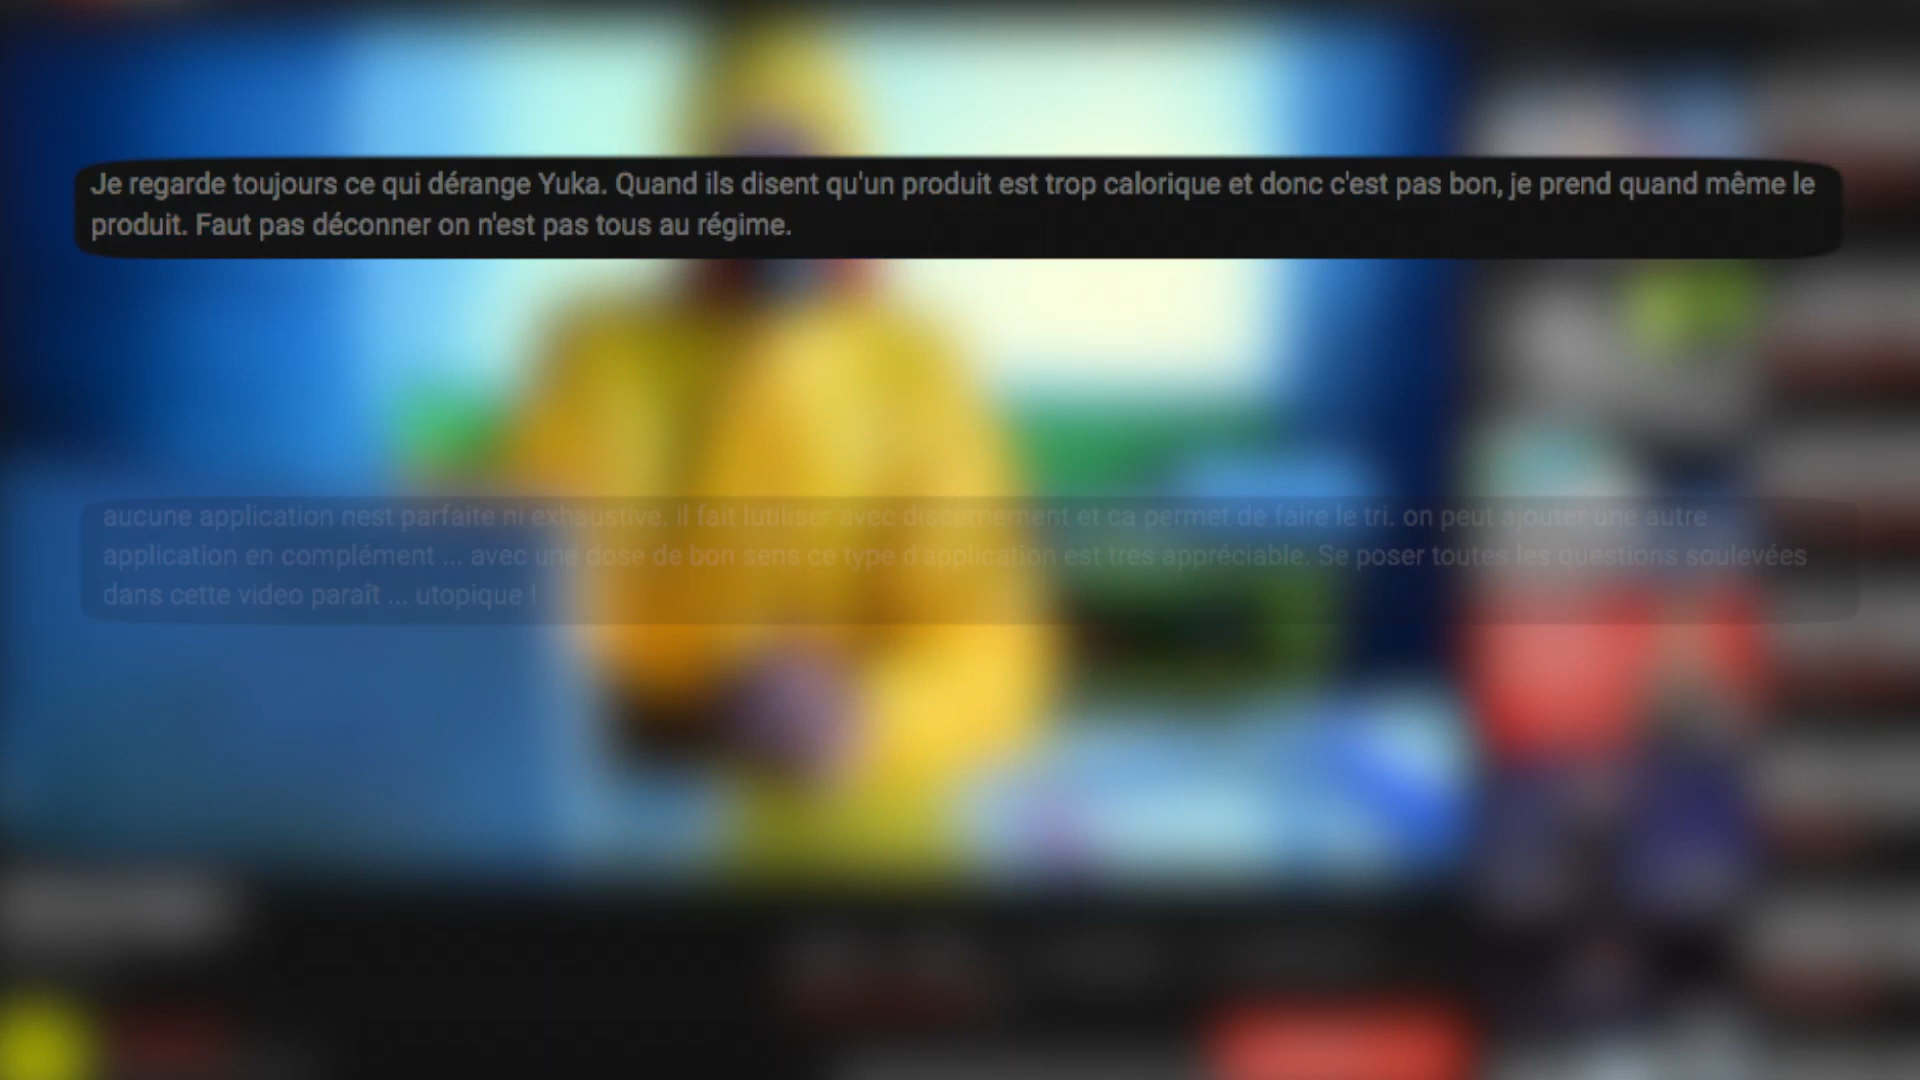 Je regarde toujours ce qui dérange Yuka. Quand ils disent qu'un produit est trop calorique et donc c'est pas bon, je prend quand même le
produit. Faut pas déconner on n'est pas tous au régime.
aucune application nest parfaite ni exhaustive. il fait lutiliser avec discernement et ca permet de faire le tri. on peut ajouter une autre
application en complément ... avec une dose de bon sens ce type d'application est tres appréciable. Se poser toutes les questions soulevées
dans cette video paraît ... utopique !